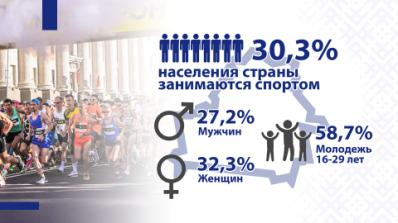 30,3%
населения страны
занимаются спортом
27,2%
Мужчин
58,7%
Молодежь
16-29 лет
32,3%
Женщин